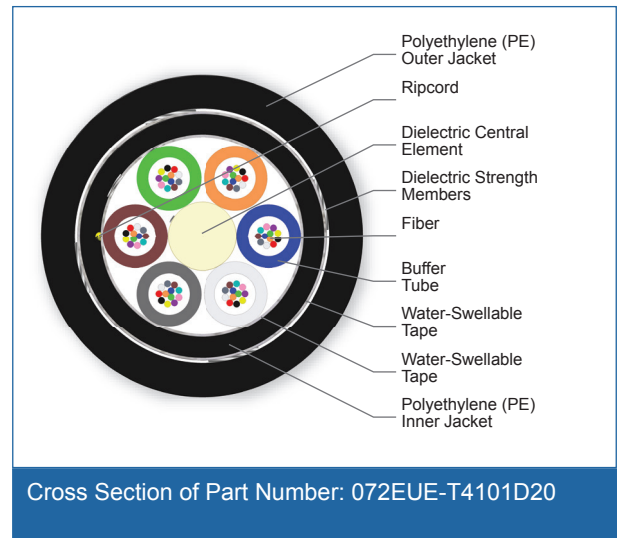 Polyethylene (PE)
Outer Jacket
Ripcord
Dielectric Central
Element
Dielectric Strength
Members
Fiber
Buffer
Tube
Water-Swellable
Tape
Water-Swellable
Tape
Polyethylene (PE)
Inner Jacket
Cross Section of Part Number: 072EUE-T4101D20